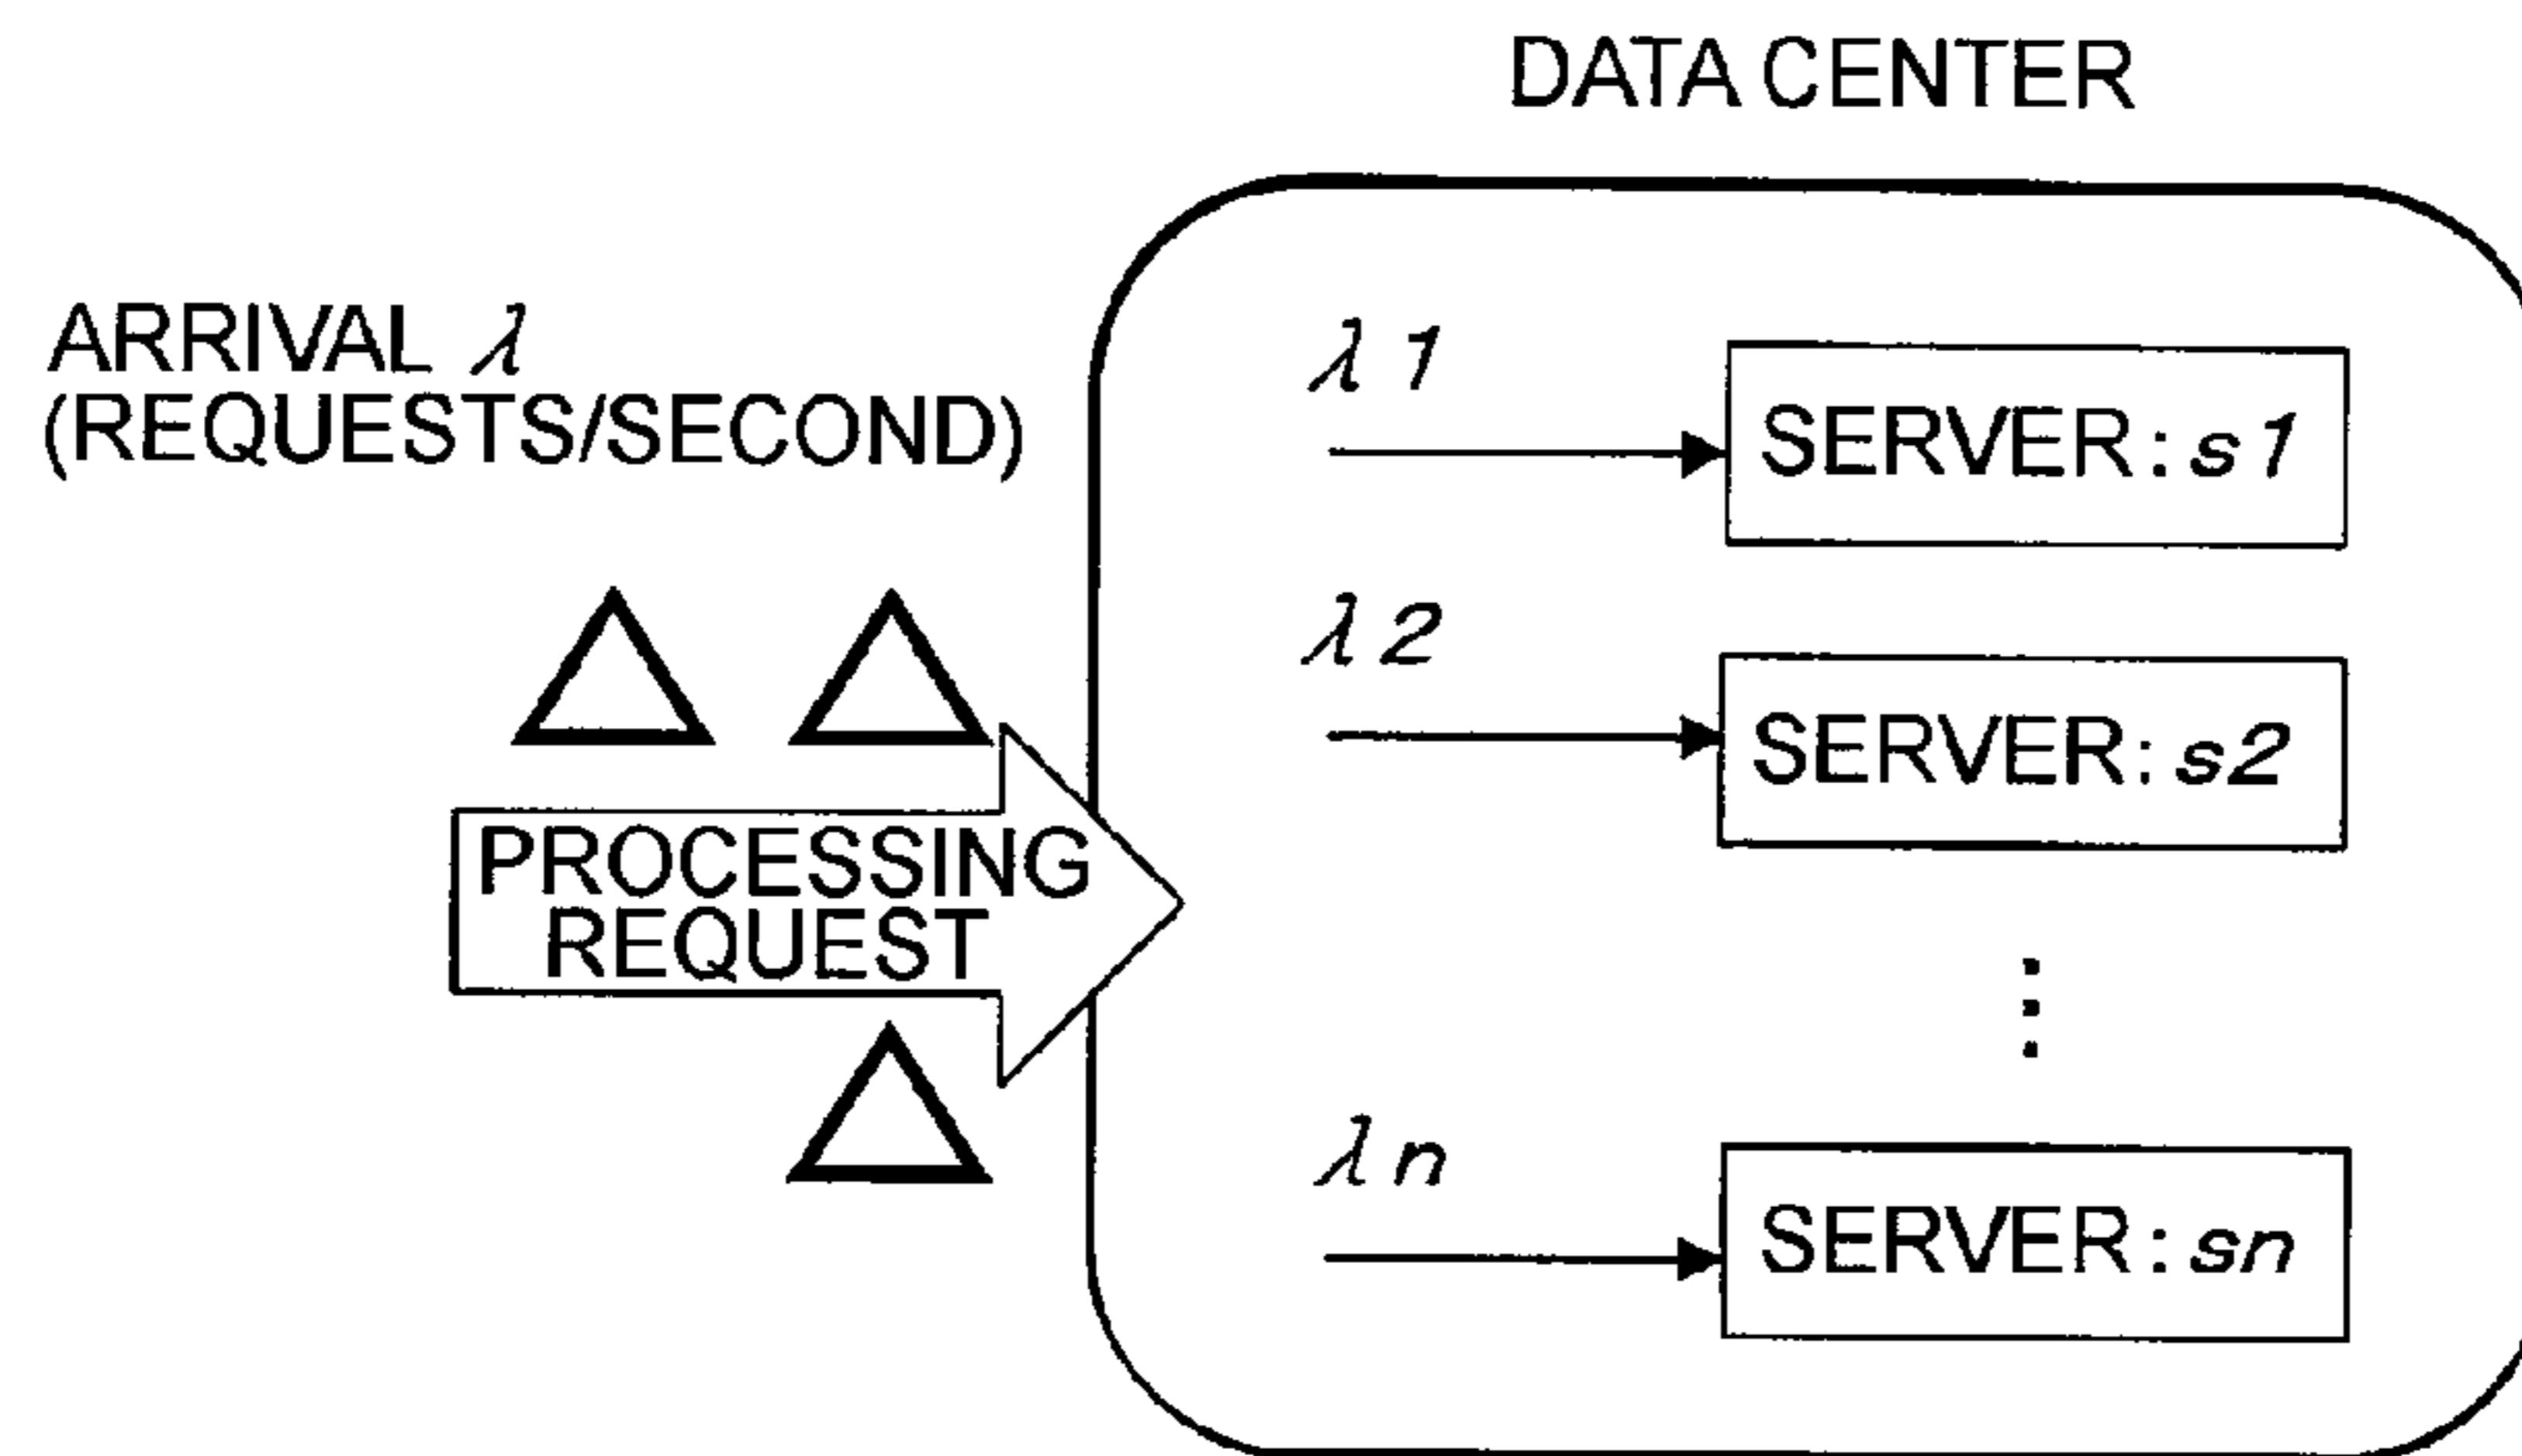 DATA CENTER
ARRIVAL λ
(REQUESTS/SECOND)
λ1
SERVER: s1
λ2
SERVER: s2
PROCESSING
REQUEST
λn
SERVER: sn